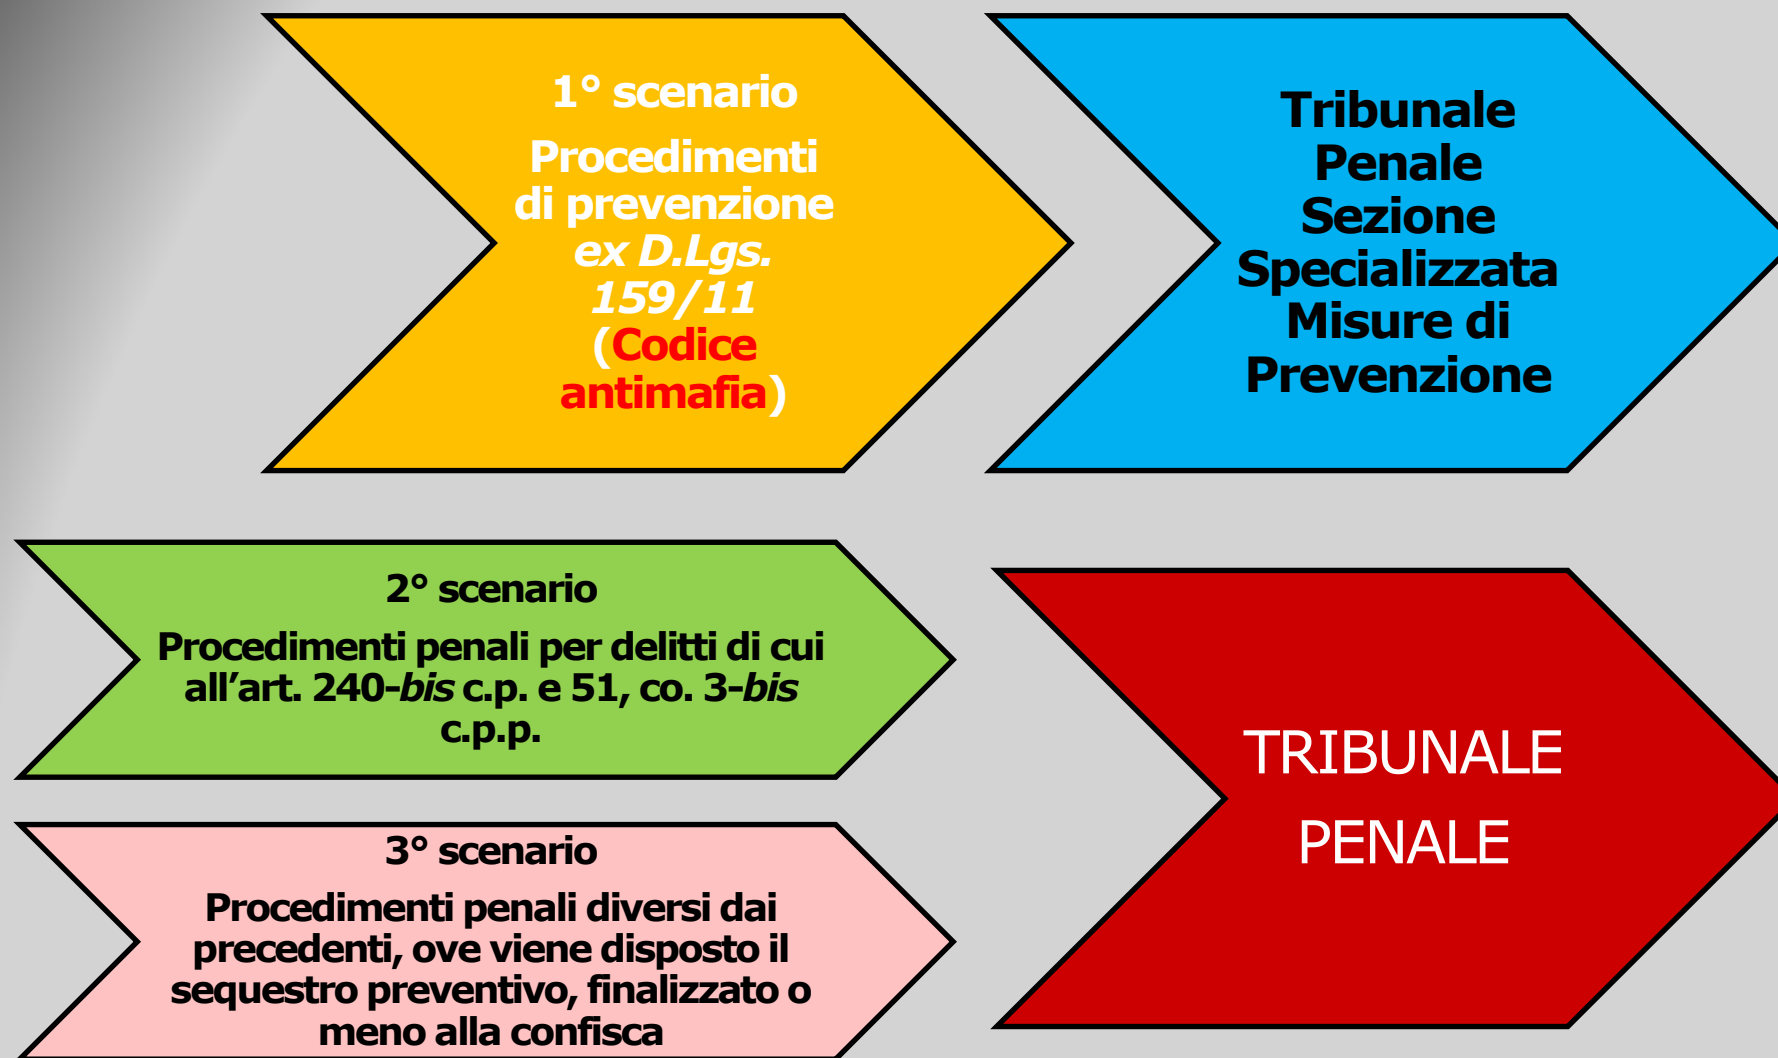 1° scenario
Procedimenti
di prevenzione
ex D.Lgs.
159/11
(Codice
antimafia)
Tribunale
Penale
Sezione
Specializzata
Misure di
Prevenzione
2° scenario
Procedimenti penali per delitti di cui
all’art. 240-bis c.p. e 51, co. 3-bis
c.p.p.
3° scenario
Procedimenti penali diversi dai
precedenti, ove viene disposto il
sequestro preventivo, finalizzato o
meno alla confisca
TRIBUNALE
PENALE